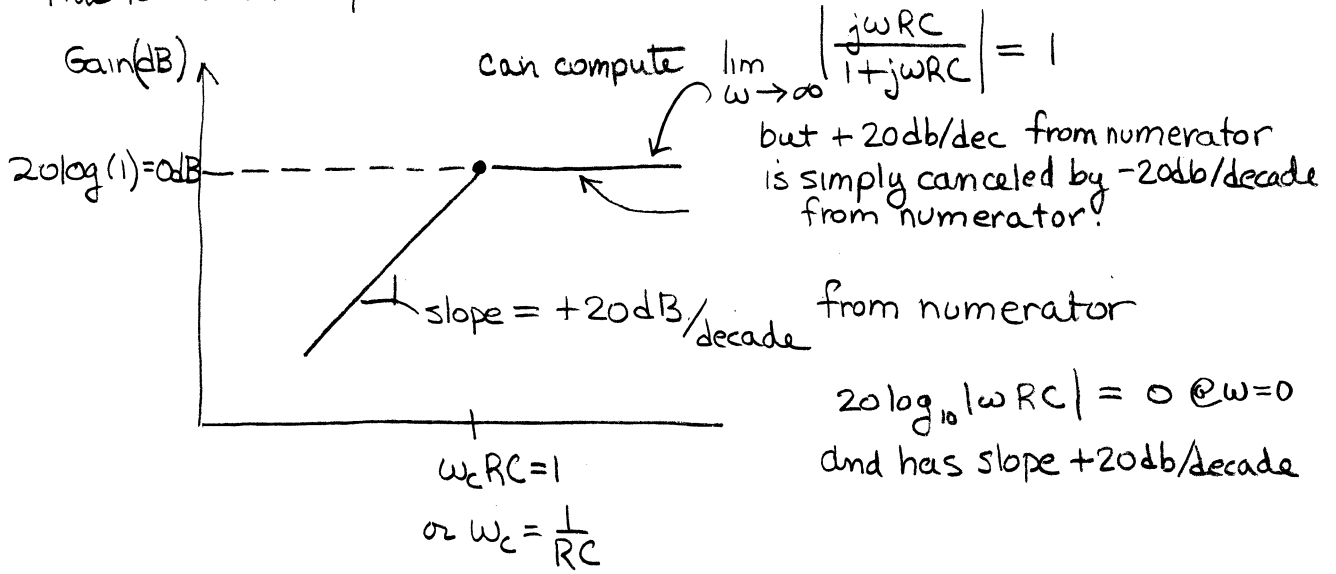 Gain(dB)
can compute lim ω→∞ |jωRC / 1+jωRC| = 1
but +20db/dec from numerator
is simply canceled by -20db/decade
from numerator!
20log(1)=0dB
slope = +20dB/decade from numerator
20log₁₀|ωRC| = 0 @ω=0
and has slope +20db/decade
ω_cRC=1
or ω_c = 1/RC